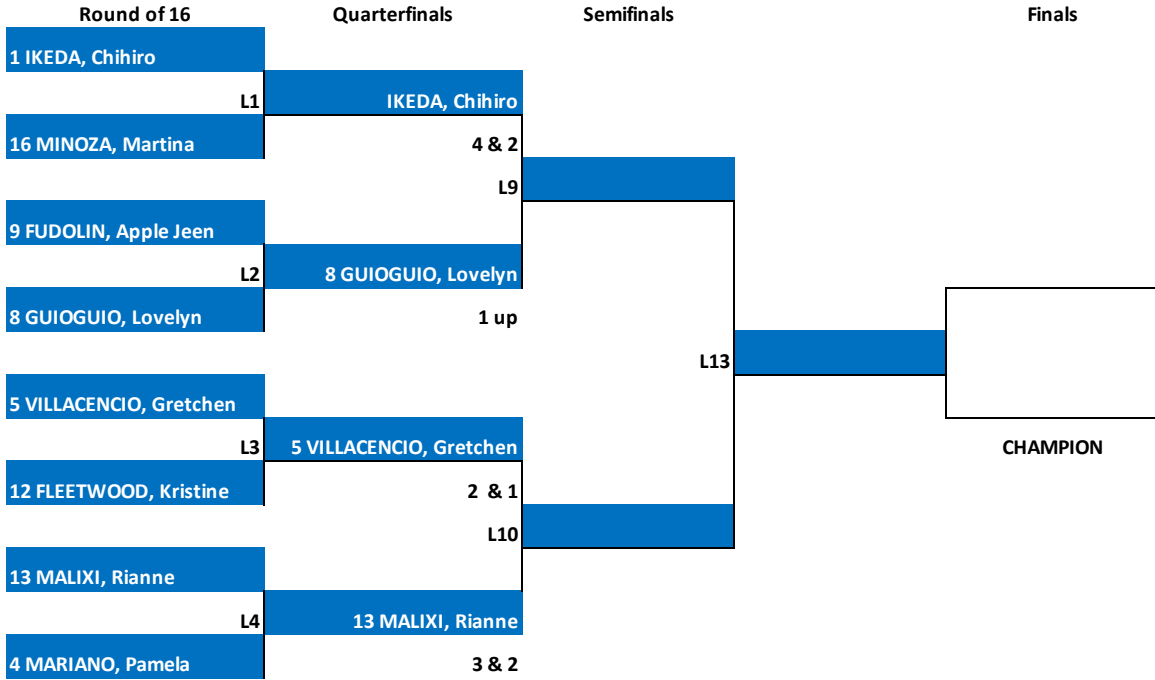 Round of 16 Quarterfinals Semifinals Finals
1 IKEDA, Chihiro
L1 IKEDA, Chihiro
16 MINOZA, Martina 4 & 2
L9
9 FUDOLIN, Apple Jeen
L2 8 GUIOGUIO, Lovelyn
8 GUIOGUIO, Lovelyn 1 up
L13
5 VILLACENCIO, Gretchen
L3 5 VILLACENCIO, Gretchen CHAMPION
12 FLEETWOOD, Kristine 2 & 1
L10
13 MALIXI, Rianne
L4 13 MALIXI, Rianne
4 MARIANO, Pamela 3 & 2